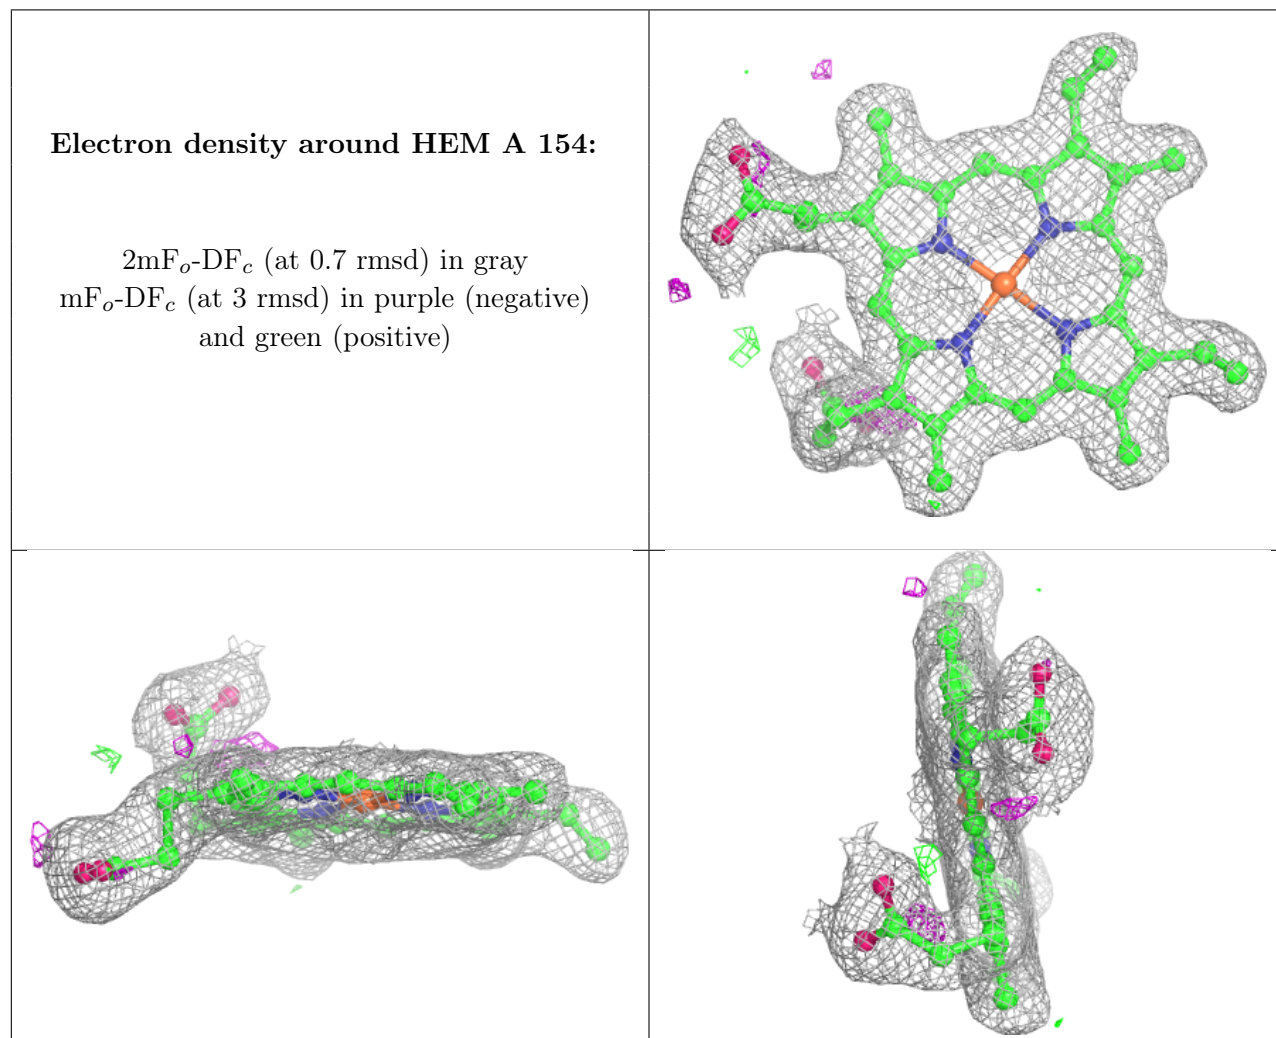 Electron density around HEM A 154:
2mFₒ-DF𝒸 (at 0.7 rmsd) in gray
mFₒ-DF𝒸 (at 3 rmsd) in purple (negative)
and green (positive)